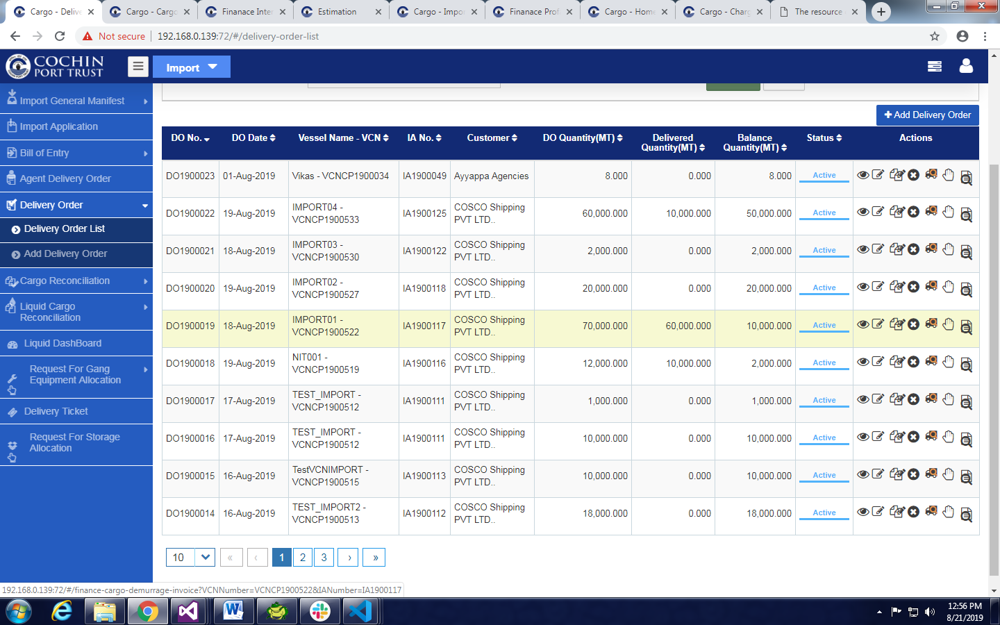 Cargo - Delive
Cargo - Cargo
Finanace Inter
Estimation
Cargo - Impor
Finanace Prof
Cargo - Home
Cargo - Charg
The resource
Not secure
192.168.0.139:72/#/delivery-order-list
COCHIN
PORT TRUST
Import
Import General Manifest
Import Application
Bill of Entry
Agent Delivery Order
Delivery Order
Delivery Order List
Add Delivery Order
Cargo Reconciliation
Liquid Cargo
Reconciliation
Liquid DashBoard
Request For Gang
Equipment Allocation
Delivery Ticket
Request For Storage
Allocation
+ Add Delivery Order
DO No. DO Date Vessel Name - VCN IA No. Customer DO Quantity(MT) Delivered Quantity(MT) Balance Quantity(MT) Status Actions
DO1900023 01-Aug-2019 Vikas - VCNCP1900034 IA1900049 Ayyappa Agencies 8.000 0.000 8.000 Active
DO1900022 19-Aug-2019 IMPORT04 - VCNCP1900533 IA1900125 COSCO Shipping PVT LTD.. 60,000.000 10,000.000 50,000.000 Active
DO1900021 18-Aug-2019 IMPORT03 - VCNCP1900530 IA1900122 COSCO Shipping PVT LTD.. 2,000.000 0.000 2,000.000 Active
DO1900020 19-Aug-2019 IMPORT02 - VCNCP1900527 IA1900118 COSCO Shipping PVT LTD.. 20,000.000 0.000 20,000.000 Active
DO1900019 18-Aug-2019 IMPORT01 - VCNCP1900522 IA1900117 COSCO Shipping PVT LTD.. 70,000.000 60,000.000 10,000.000 Active
DO1900018 19-Aug-2019 NIT001 - VCNCP1900519 IA1900116 COSCO Shipping PVT LTD.. 12,000.000 10,000.000 2,000.000 Active
DO1900017 17-Aug-2019 TEST_IMPORT - VCNCP1900512 IA1900111 COSCO Shipping PVT LTD.. 1,000.000 0.000 1,000.000 Active
DO1900016 17-Aug-2019 TEST_IMPORT - VCNCP1900512 IA1900111 COSCO Shipping PVT LTD.. 10,000.000 0.000 10,000.000 Active
DO1900015 16-Aug-2019 TestVCNIMPORT - VCNCP1900515 IA1900113 COSCO Shipping PVT LTD.. 10,000.000 0.000 10,000.000 Active
DO1900014 16-Aug-2019 TEST_IMPORT2 - VCNCP1900513 IA1900112 COSCO Shipping PVT LTD.. 18,000.000 0.000 18,000.000 Active
10 « ‹ 1 2 3 › »
192.168.0.139:72/#/finance-cargo-demurrage-invoice?VCNNumber=VCNCP1900522&IANumber=IA1900117
12:56 PM
8/21/2019